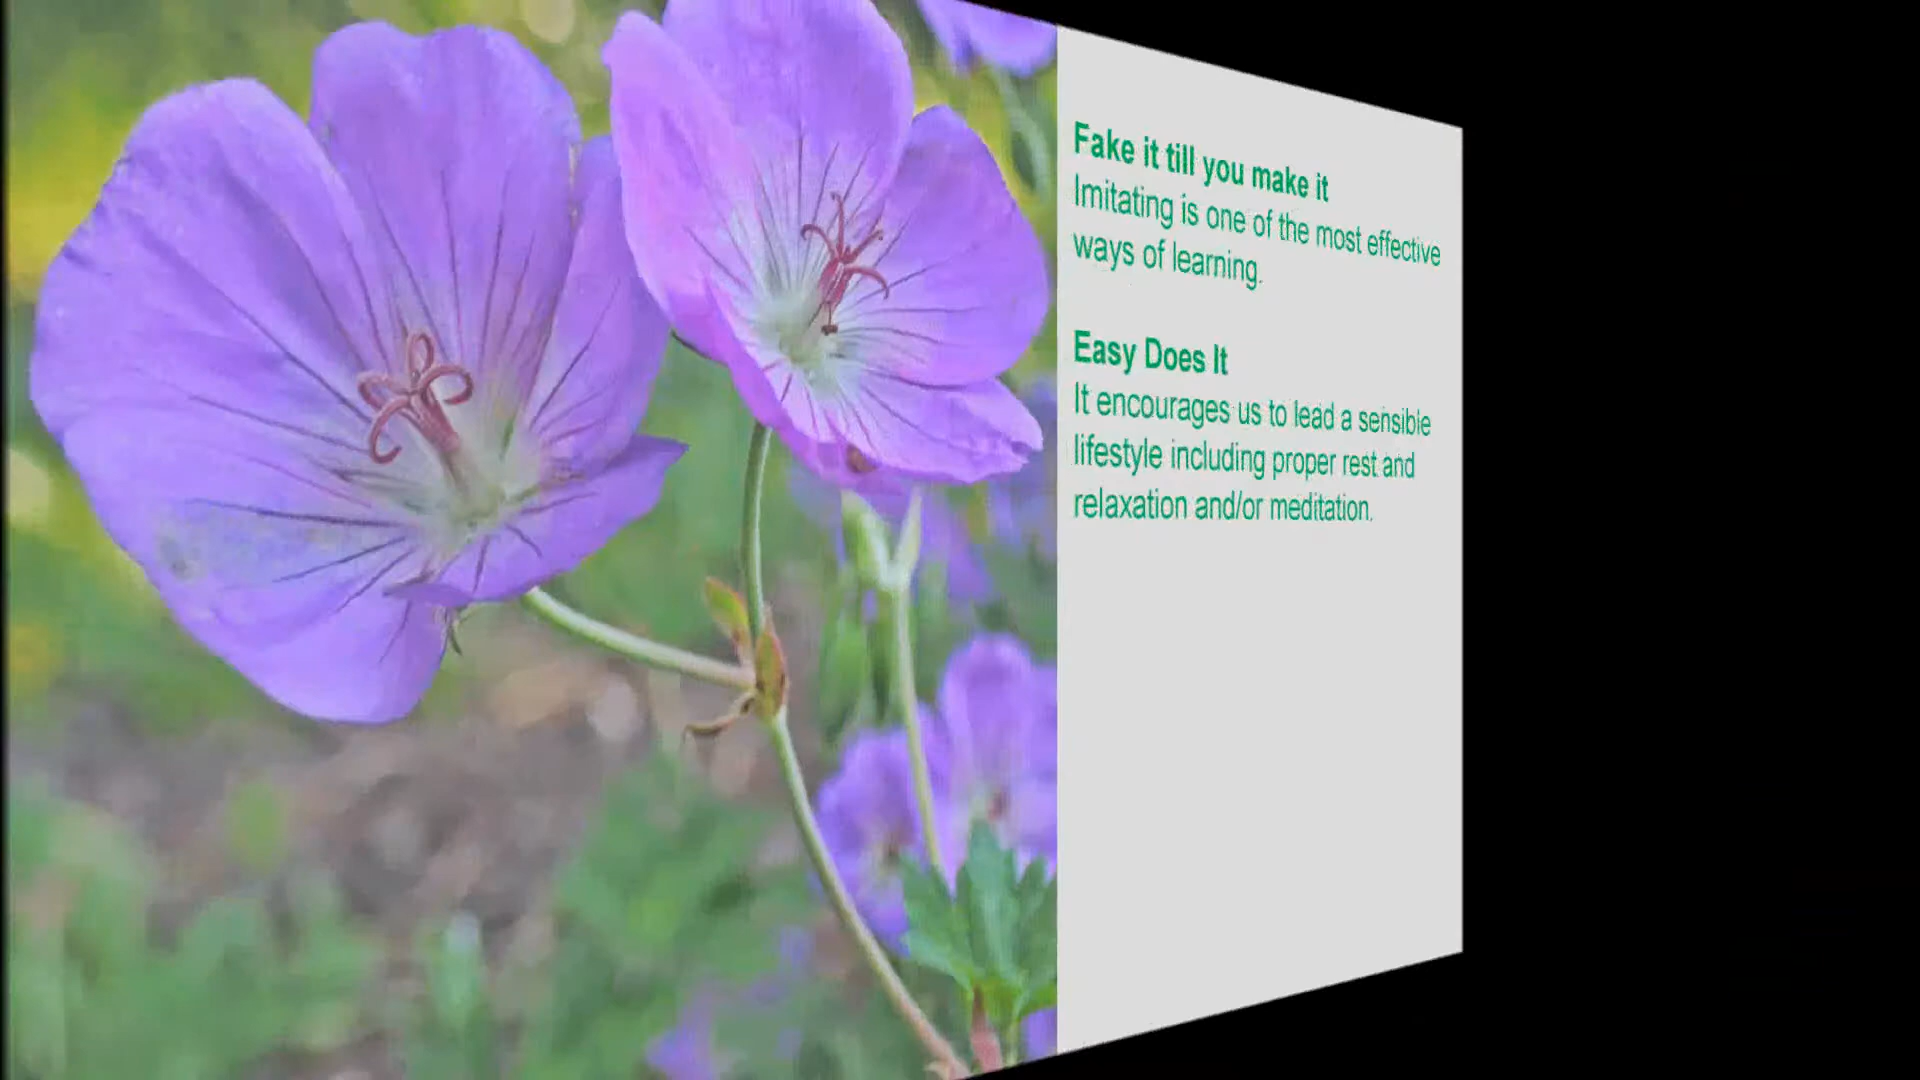 Fake it till you make it
Imitating is one of the most effective
ways of learning.
Easy Does It
It encourages us to lead a sensible
lifestyle including proper rest and
relaxation and/or meditation.